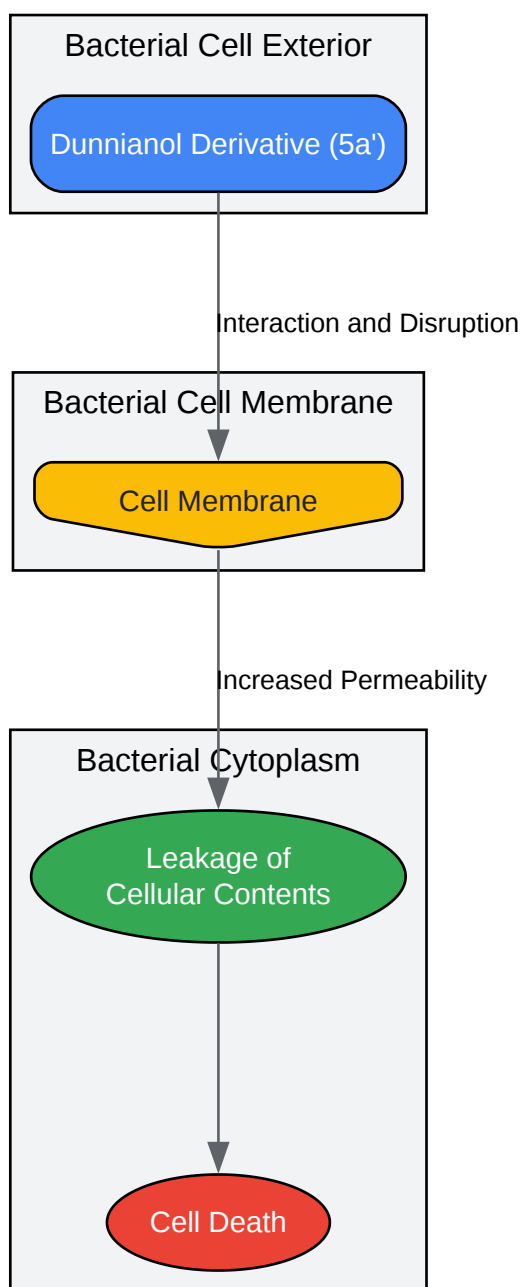 Bacterial Cell Exterior
Dunnianol Derivative (5a')
Interaction and Disruption
Bacterial Cell Membrane
Cell Membrane
Increased Permeability
Bacterial Cytoplasm
Leakage of
Cellular Contents
Cell Death